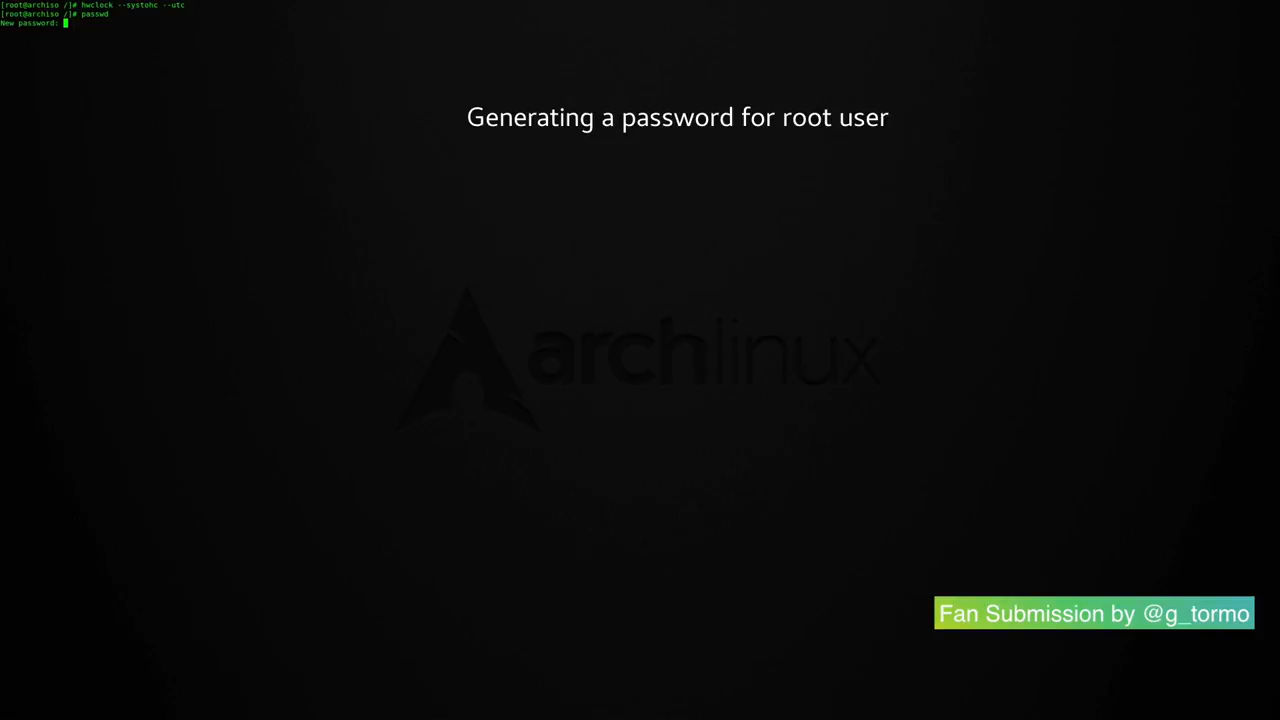 [root@archiso /]# hwclock --systohc --utc
[root@archiso /]# passwd
New password:
Generating a password for root user
archlinux
Fan Submission by @g_tormo